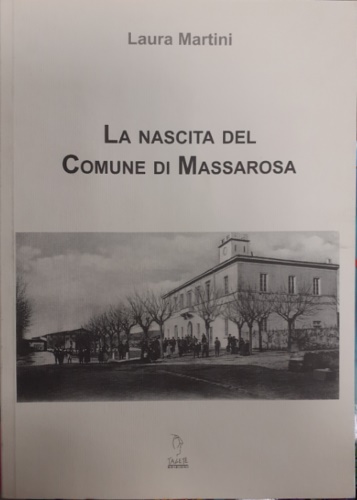 Laura Martini
LA NASCITA DEL
COMUNE DI MASSAROSA